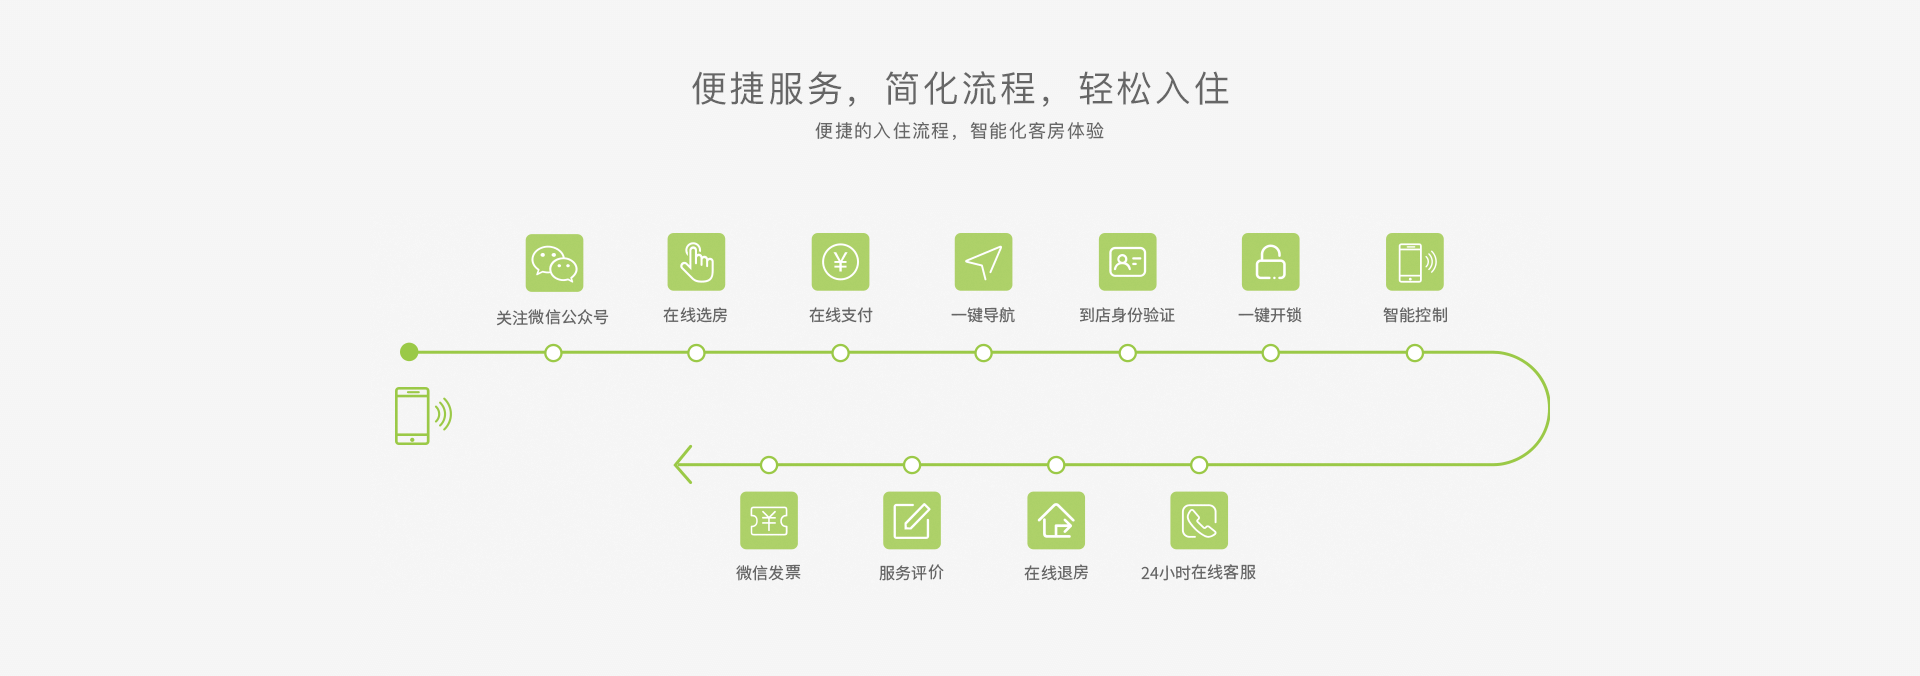 便捷服务，简化流程，轻松入住
便捷的入住流程，智能化客房体验
关注微信公众号
在线选房
在线支付
一键导航
到店身份验证
一键开锁
智能控制
微信发票
服务评价
在线退房
24小时在线客服